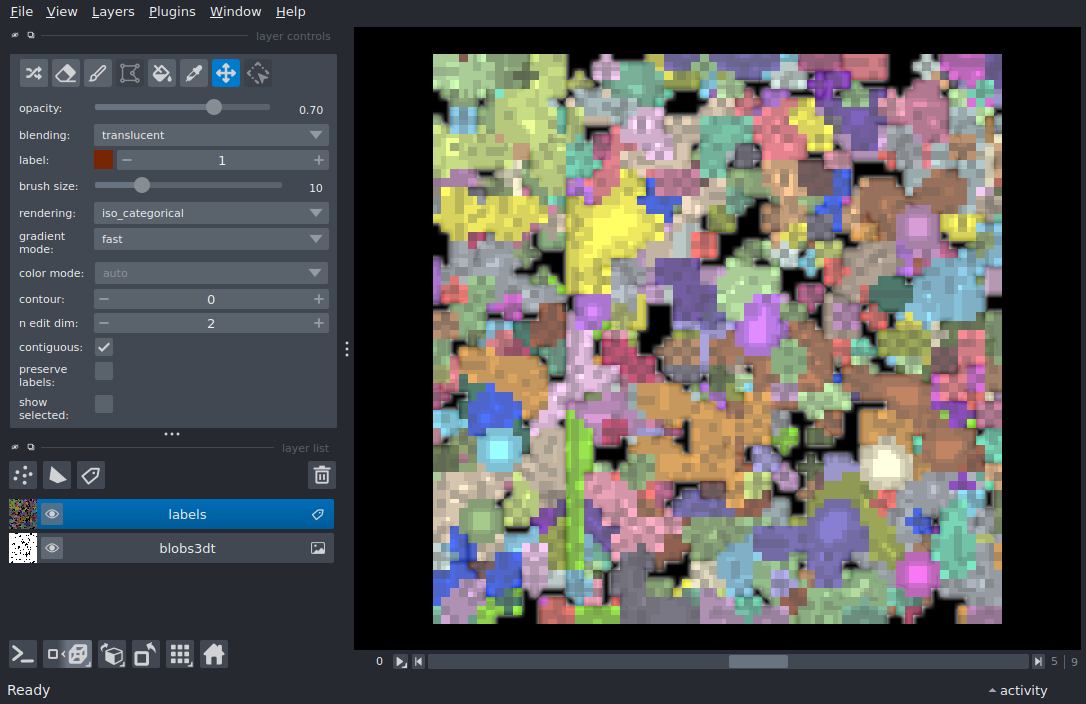 File View Layers Plugins Window Help
layer controls
opacity: 0.70
blending: translucent
label: 1
brush size: 10
rendering: iso_categorical
gradient
mode: fast
color mode: auto
contour: 0
n edit dim: 2
contiguous:
preserve
labels:
show
selected:
layer list
labels
blobs3dt
0 5 | 9
Ready
activity